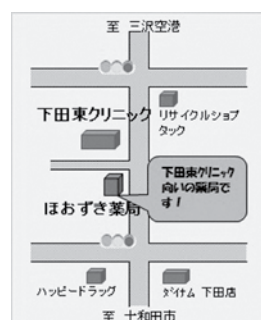 至 三沢空港
下田東クリニック
リサイクルショップ
タック
下田東クリニック
向いの薬局で
す！
ほおずき薬局
ハッピードラッグ
ダイナム 下田店
至 十和田市